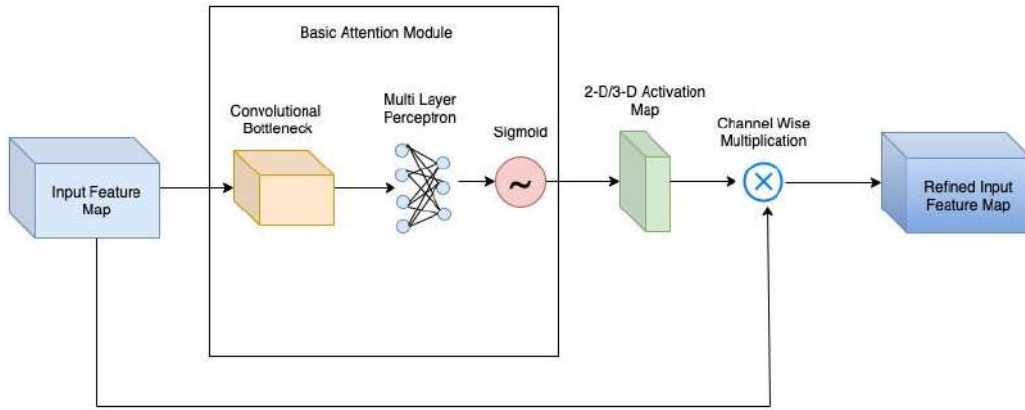 Basic Attention Module
Convolutional
Bottleneck
Multi Layer
Perceptron
Sigmoid
2-D/3-D Activation
Map
Channel Wise
Multiplication
Input Feature
Map
Refined Input
Feature Map